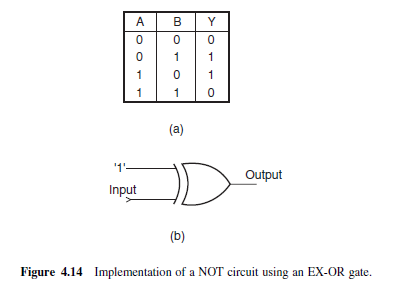 A B Y
0 0 0
0 1 1
1 0 1
1 1 0
(a)
'1'
Input
Output
(b)
Figure 4.14 Implementation of a NOT circuit using an EX-OR gate.